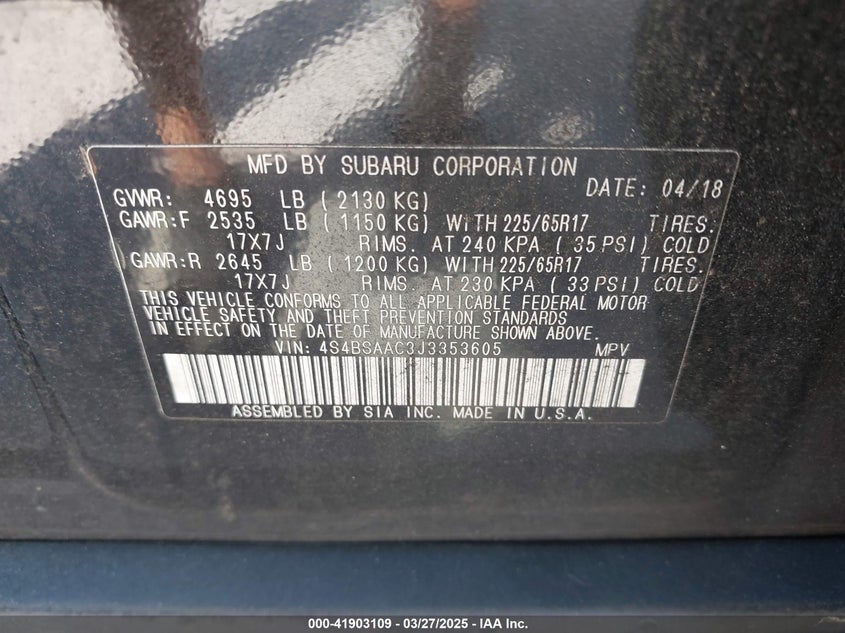 MFD BY SUBARU CORPORATION
DATE: 04/18
GVWR: 4695 LB ( 2130 KG)
GAWR:F 2535 LB ( 1150 KG) WITH 225/65R17 TIRES.
17X7J RIMS. AT 240 KPA ( 35 PSI) COLD
GAWR:R 2645 LB ( 1200 KG) WITH 225/65R17 TIRES.
17X7J RIMS. AT 230 KPA ( 33 PSI) COLD
THIS VEHICLE CONFORMS TO ALL APPLICABLE FEDERAL MOTOR
VEHICLE SAFETY AND THEFT PREVENTION STANDARDS
IN EFFECT ON THE DATE OF MANUFACTURE SHOWN ABOVE.
VIN: 4S4BSAAC3J3353605 MPV
ASSEMBLED BY SIA INC. MADE IN U.S.A.
000-41903109 - 03/27/2025 - IAA Inc.